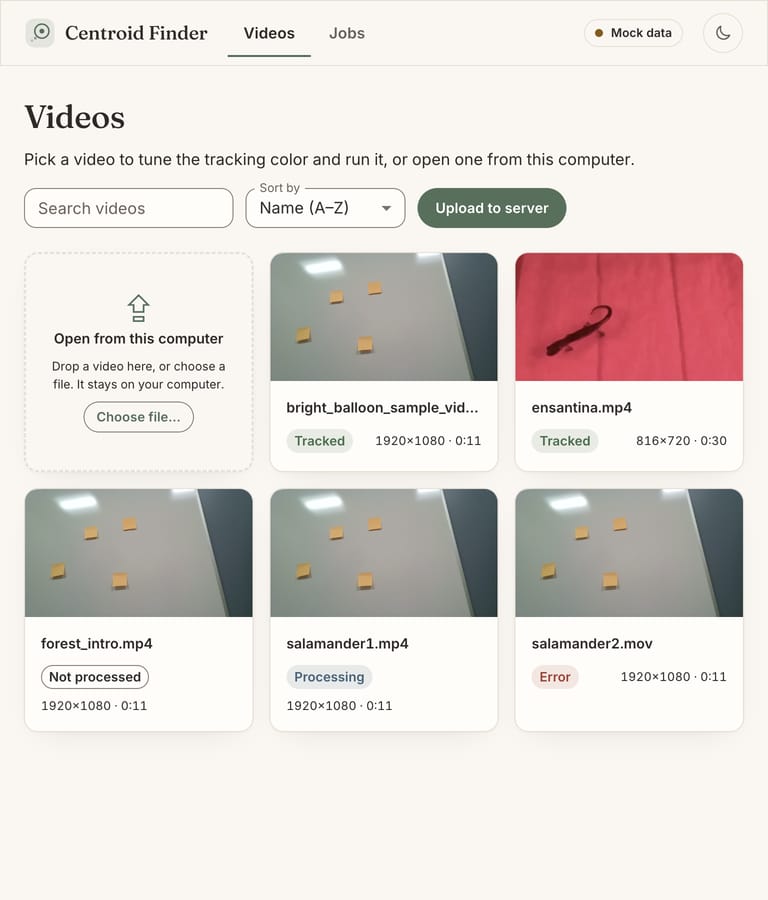 Centroid Finder
Videos
Jobs
Mock data
Videos
Pick a video to tune the tracking color and run it, or open one from this computer.
Search videos
Sort by
Name (A–Z)
Upload to server
Open from this computer
Drop a video here, or choose a
file. It stays on your computer.
Choose file...
bright_balloon_sample_vid...
Tracked
1920×1080 · 0:11
ensantina.mp4
Tracked
816×720 · 0:30
forest_intro.mp4
Not processed
1920×1080 · 0:11
salamander1.mp4
Processing
1920×1080 · 0:11
salamander2.mov
Error
1920×1080 · 0:11